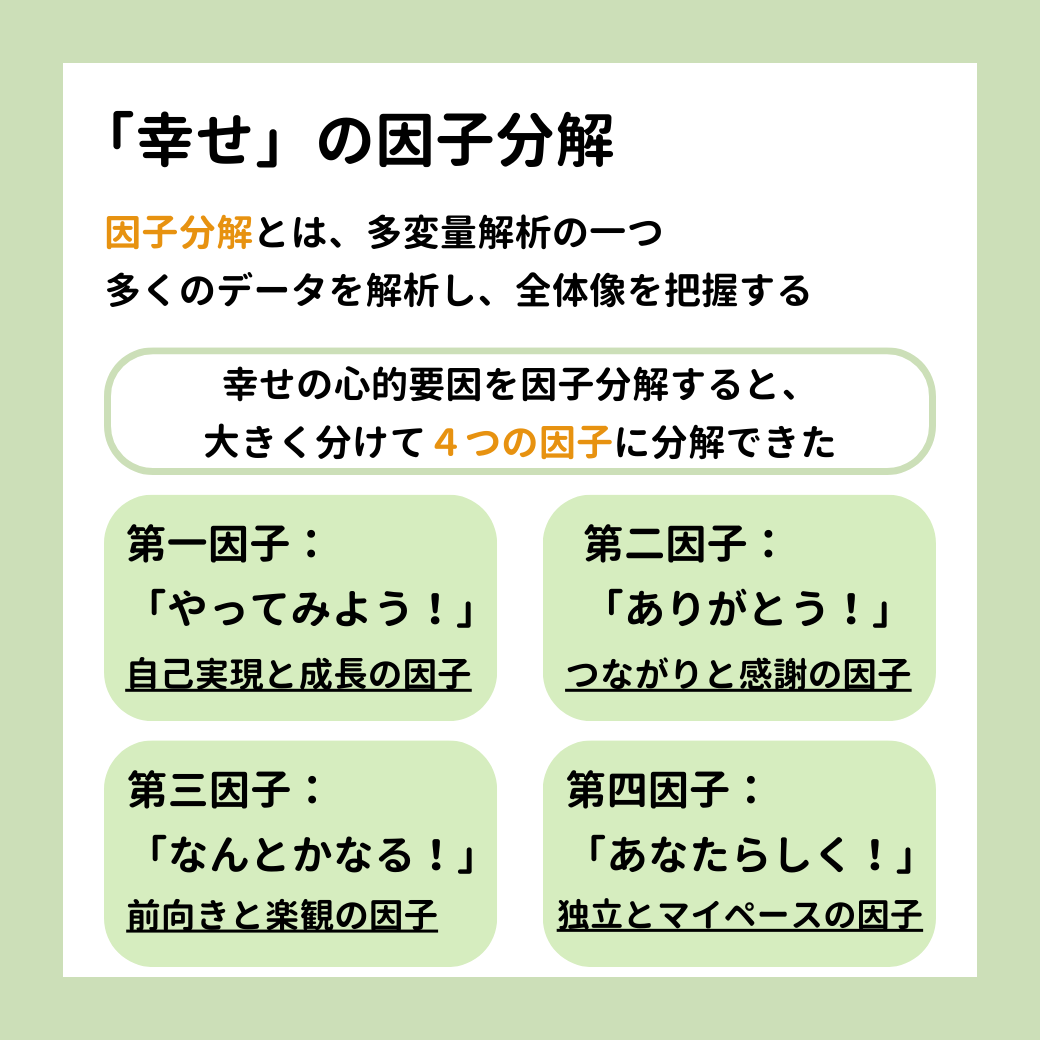 「幸せ」の因子分解
因子分解とは、多変量解析の一つ
多くのデータを解析し、全体像を把握する
幸せの心的要因を因子分解すると、
大きく分けて４つの因子に分解できた
第一因子：
「やってみよう！」
自己実現と成長の因子
第二因子：
「ありがとう！」
つながりと感謝の因子
第三因子：
「なんとかなる！」
前向きと楽観の因子
第四因子：
「あなたらしく！」
独立とマイペースの因子